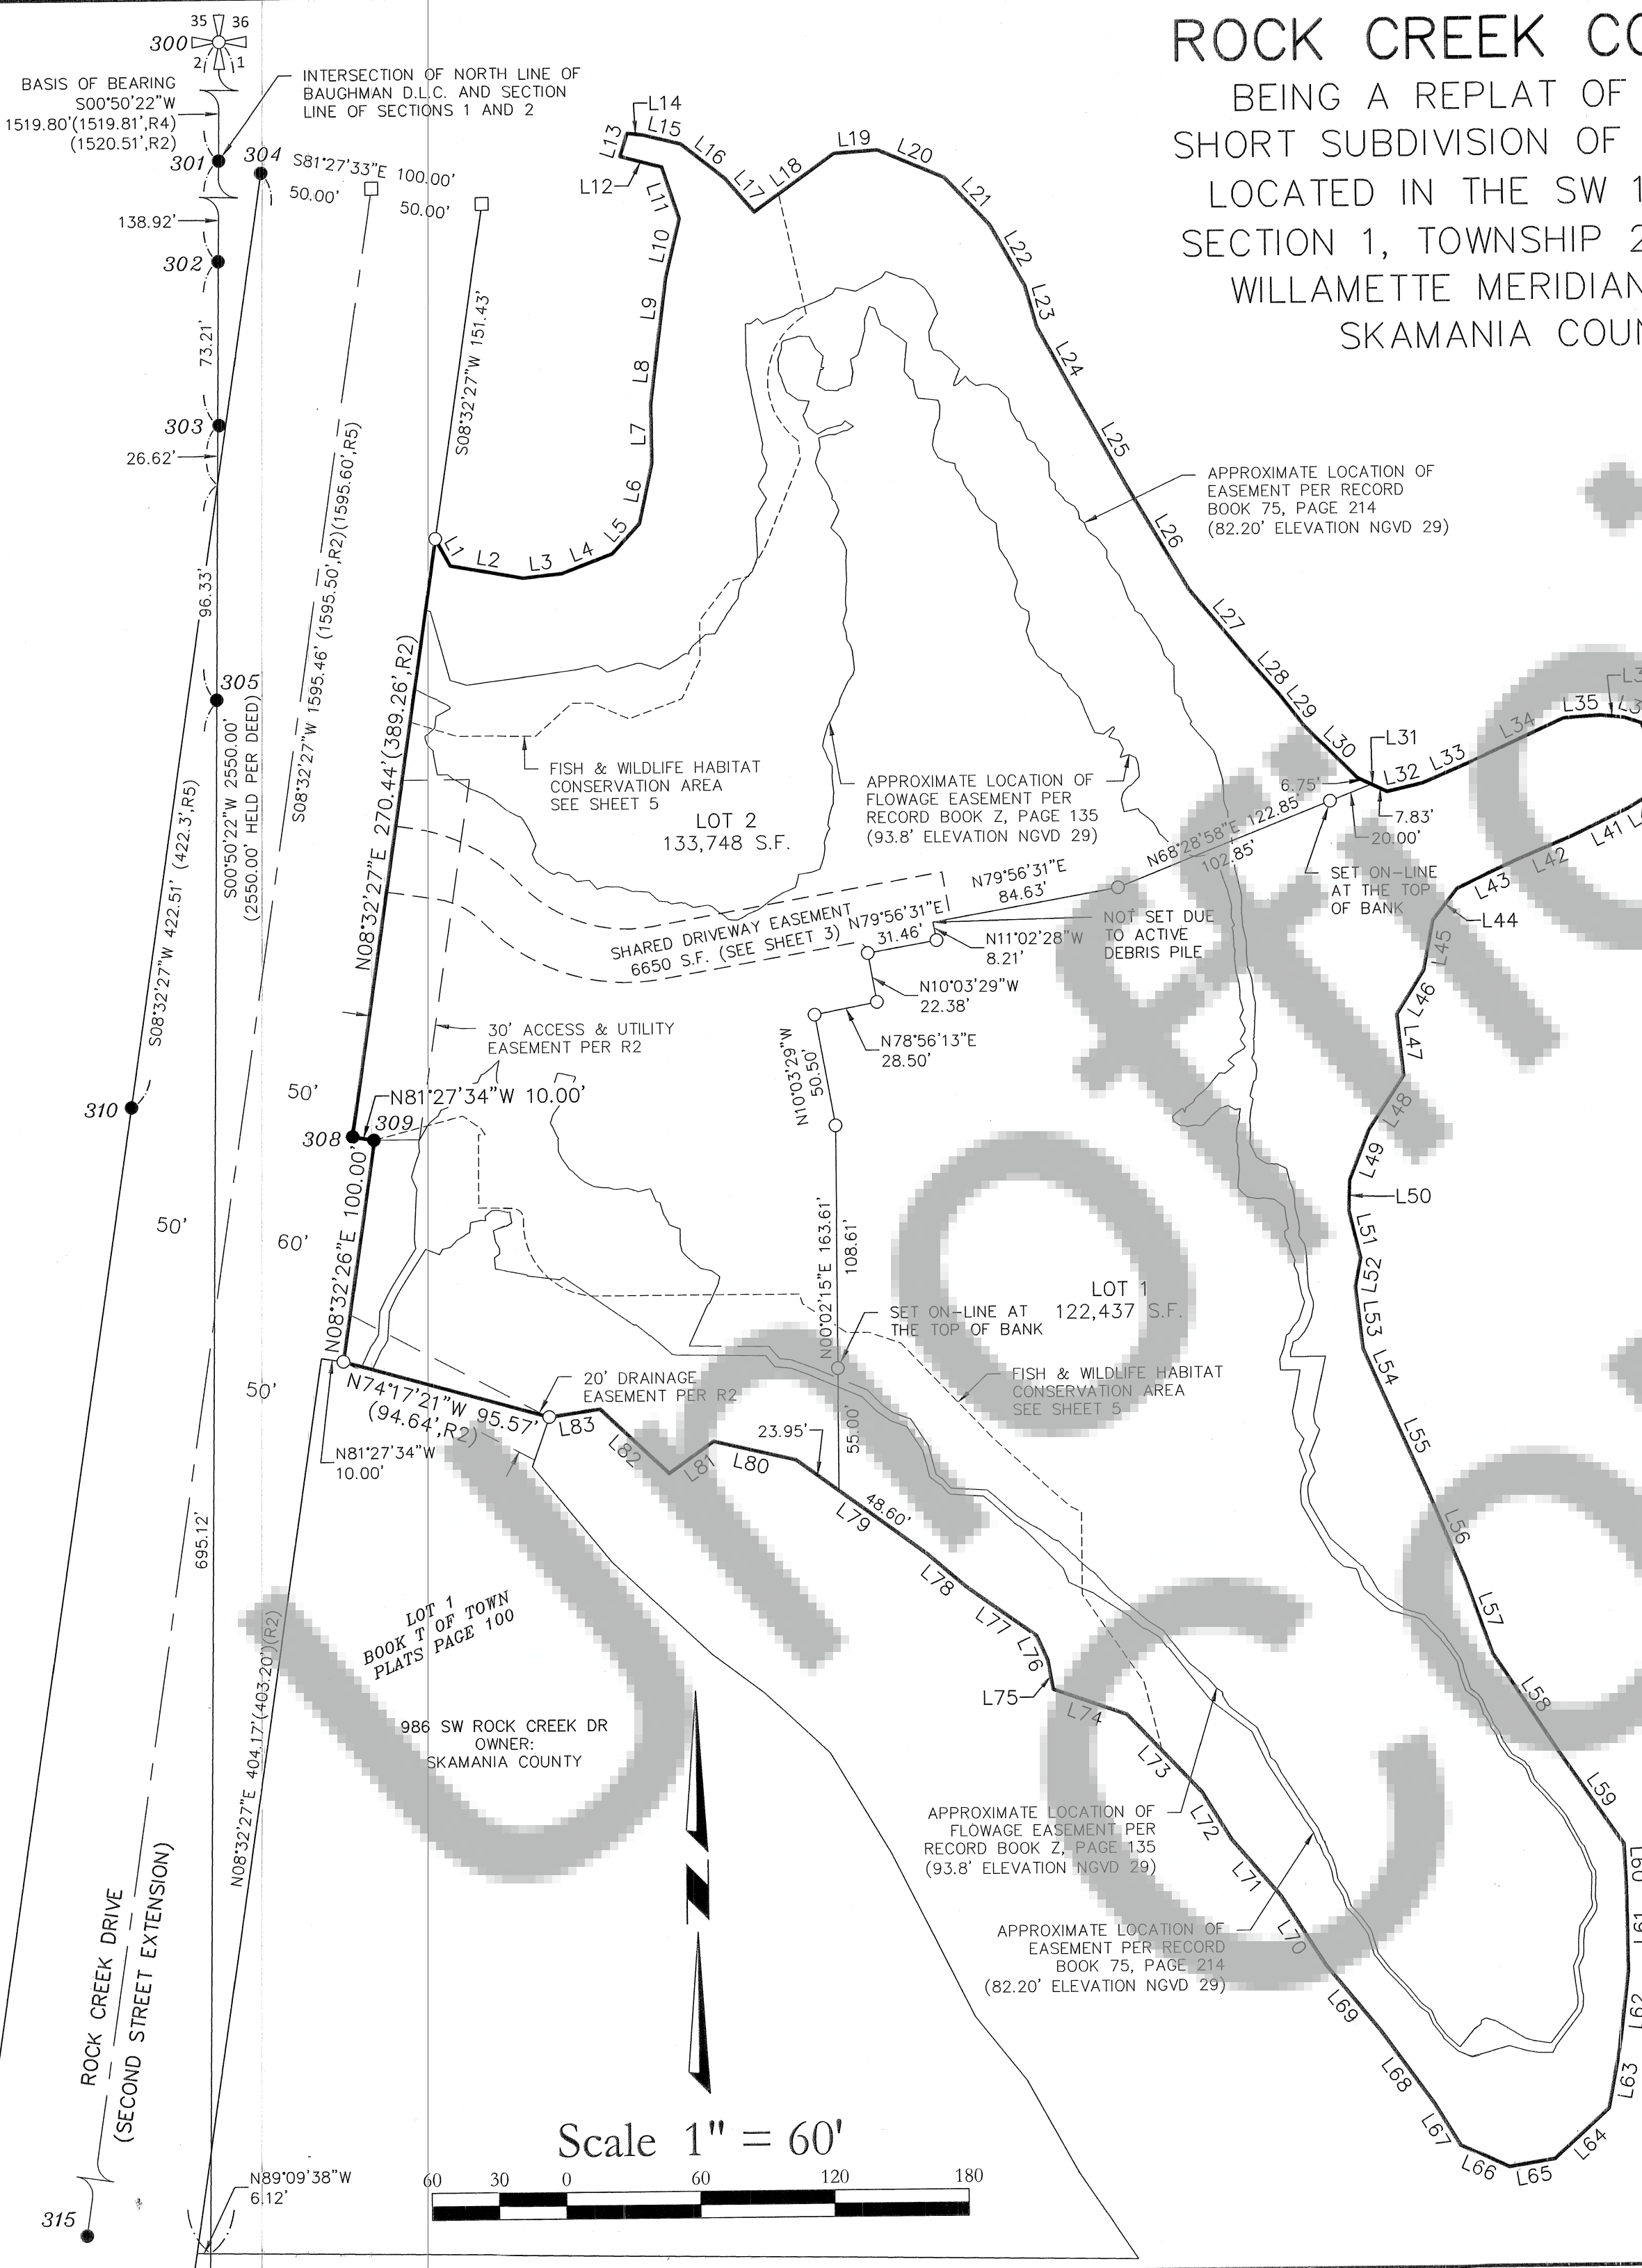 ROCK CREEK
BEING A REPLAT OF
SHORT SUBDIVISION OF
LOCATED IN THE SW
SECTION 1, TOWNSHIP 2
WILLAMETTE MERIDIAN
SKAMANIA
35 36
300
2 1
BASIS OF BEARING
S00°50'22"W
1519.80'(1519.81',R4)
(1520.51',R2)
INTERSECTION OF NORTH LINE OF
BAUGHMAN D.L.C. AND SECTION
LINE OF SECTIONS 1 AND 2
301
304
S81°27'33"E 100.00'
50.00'
50.00'
138.92'
302
73.21'
303
26.62'
96.33'
305
S08°32'27"W 151.43'
S08°32'27"W 1595.46' (1595.50',R2)(1595.60',R5)
S00°50'22"W 2550.00'
(2550.00' HELD PER DEED)
S08°32'27"W 422.51' (422.3',R5)
N08°32'27"E 270.44'(389.26',R2)
L1
L2
L3
L4
L5
L6
L7
L8
L9
L10
L11
L12
L13
L14
L15
L16
L17
L18
L19
L20
L21
L22
L23
L24
L25
L26
L27
L28
L29
L30
L31
L32
L33
L34
L35
APPROXIMATE LOCATION OF
EASEMENT PER RECORD
BOOK 75, PAGE 214
(82.20' ELEVATION NGVD 29)
FISH & WILDLIFE HABITAT
CONSERVATION AREA
SEE SHEET 5
LOT 2
133,748 S.F.
APPROXIMATE LOCATION OF
FLOWAGE EASEMENT PER
RECORD BOOK Z, PAGE 135
(93.8' ELEVATION NGVD 29)
6.75'
7.83'
20.00'
N68°28'58"E 122.85'
102.85'
SET ON-LINE
AT THE TOP
OF BANK
N79°56'31"E
84.63'
SHARED DRIVEWAY EASEMENT
6650 S.F. (SEE SHEET 3)
N79°56'31"E
31.46'
NOT SET DUE
TO ACTIVE
DEBRIS PILE
N11°02'28"W
8.21'
N10°03'29"W
22.38'
N78°56'13"E
28.50'
N10°03'29"W
50.50'
30' ACCESS & UTILITY
EASEMENT PER R2
50'
N81°27'34"W 10.00'
310
308
309
N08°32'26"E 100.00'
50'
60'
50'
N00°02'15"E 163.61'
108.61'
LOT 1
122,437 S.F.
SET ON-LINE AT
THE TOP OF BANK
FISH & WILDLIFE HABITAT
CONSERVATION AREA
SEE SHEET 5
20' DRAINAGE
EASEMENT PER R2
N74°17'21"W 95.57'
(94.64',R2)
N81°27'34"W
10.00'
23.95'
55.00'
48.60'
L41
L42
L43
L44
L45
L46
L47
L48
L49
L50
L51
L52
L53
L54
L55
L56
L57
L58
L59
L60
L61
L62
L63
L64
L65
L66
L67
L68
L69
L70
L71
L72
L73
L74
L75
L76
L77
L78
L79
L80
L81
L82
L83
695.12'
N08°32'27"E 404.17'(403.20')(R2)
LOT 1
BOOK T OF TOWN
PLATS PAGE 100
986 SW ROCK CREEK DR
OWNER:
SKAMANIA COUNTY
APPROXIMATE LOCATION OF
FLOWAGE EASEMENT PER
RECORD BOOK Z, PAGE 135
(93.8' ELEVATION NGVD 29)
APPROXIMATE LOCATION OF
EASEMENT PER RECORD
BOOK 75, PAGE 214
(82.20' ELEVATION NGVD 29)
ROCK CREEK DRIVE
(SECOND STREET EXTENSION)
N
Scale 1" = 60'
60 30 0 60 120 180
N89°09'38"W
6.12'
315